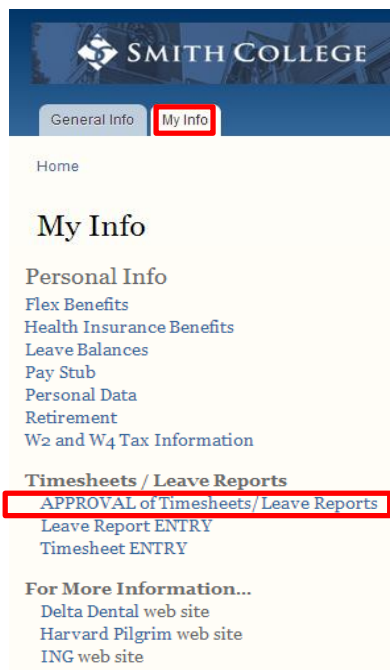 SMITH COLLEGE
General Info My Info
Home
My Info
Personal Info
Flex Benefits
Health Insurance Benefits
Leave Balances
Pay Stub
Personal Data
Retirement
W2 and W4 Tax Information
Timesheets / Leave Reports
APPROVAL of Timesheets/Leave Reports
Leave Report ENTRY
Timesheet ENTRY
For More Information...
Delta Dental web site
Harvard Pilgrim web site
ING web site